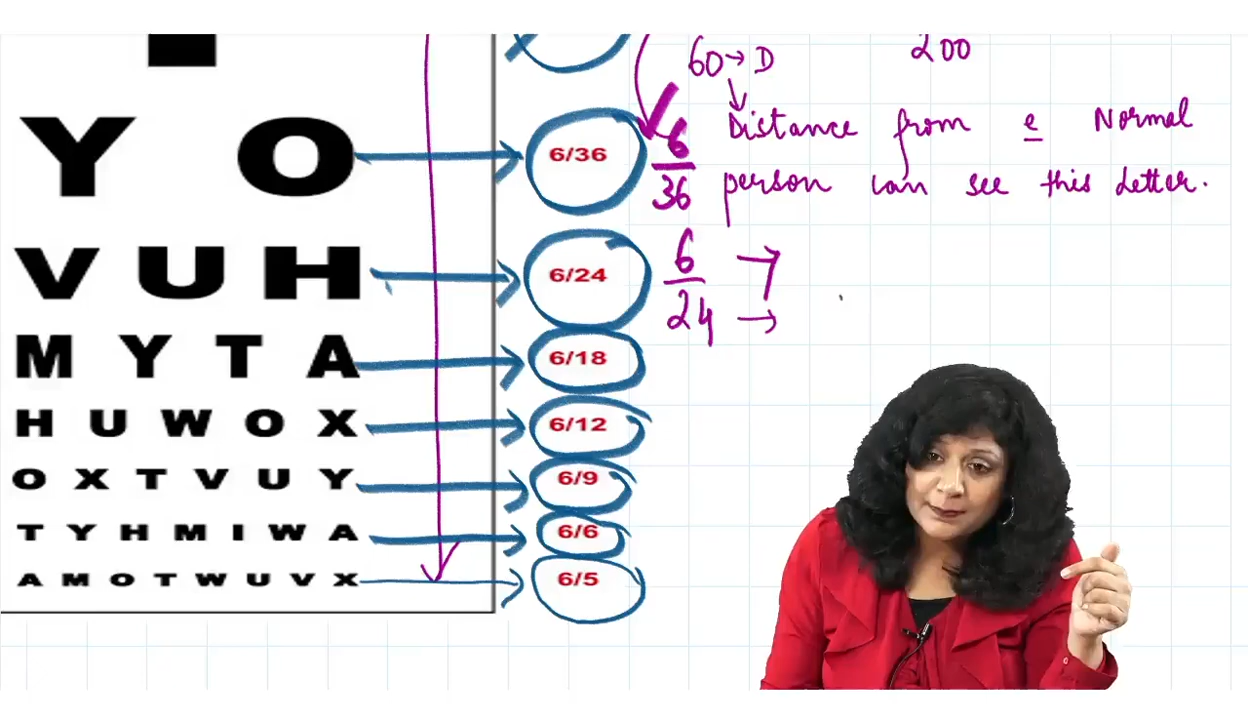 60 → D
200
Y O
6/36
6
36
Distance from e Normal
person can see this Letter.
V U H
6/24
6
24
M Y T A
6/18
H U W O X
6/12
O X T V U Y
6/9
T Y H M I W A
6/6
A M O T W U V X
6/5